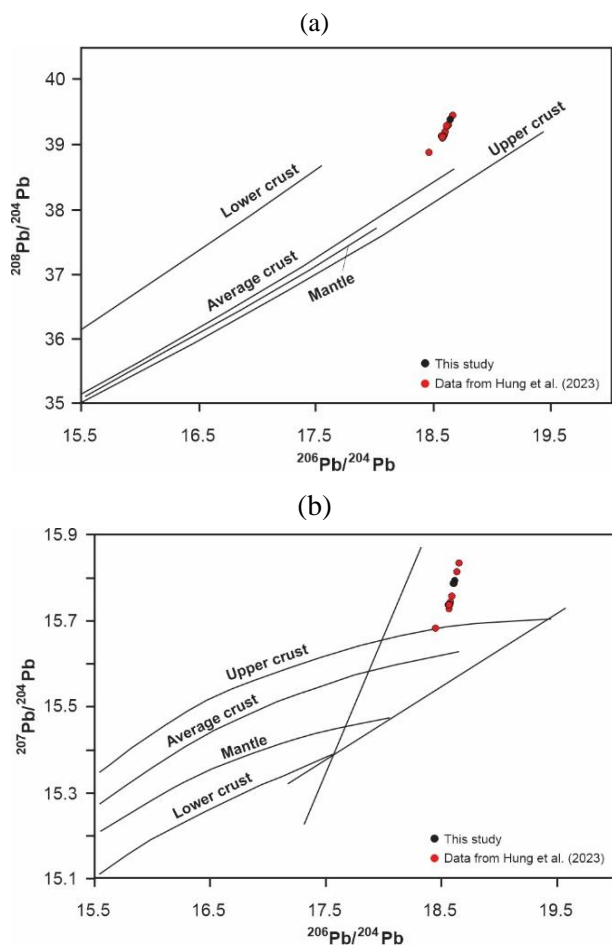 (a)
40
39
38
37
36
35
²⁰⁸Pb/²⁰⁴Pb
Lower crust
Average crust
Mantle
Upper crust
This study
Data from Hung et al. (2023)
15.5 16.5 17.5 18.5 19.5
²⁰⁶Pb/²⁰⁴Pb
(b)
15.9
15.7
15.5
15.3
15.1
²⁰⁷Pb/²⁰⁴Pb
Upper crust
Average crust
Mantle
Lower crust
This study
Data from Hung et al. (2023)
15.5 16.5 17.5 18.5 19.5
²⁰⁶Pb/²⁰⁴Pb